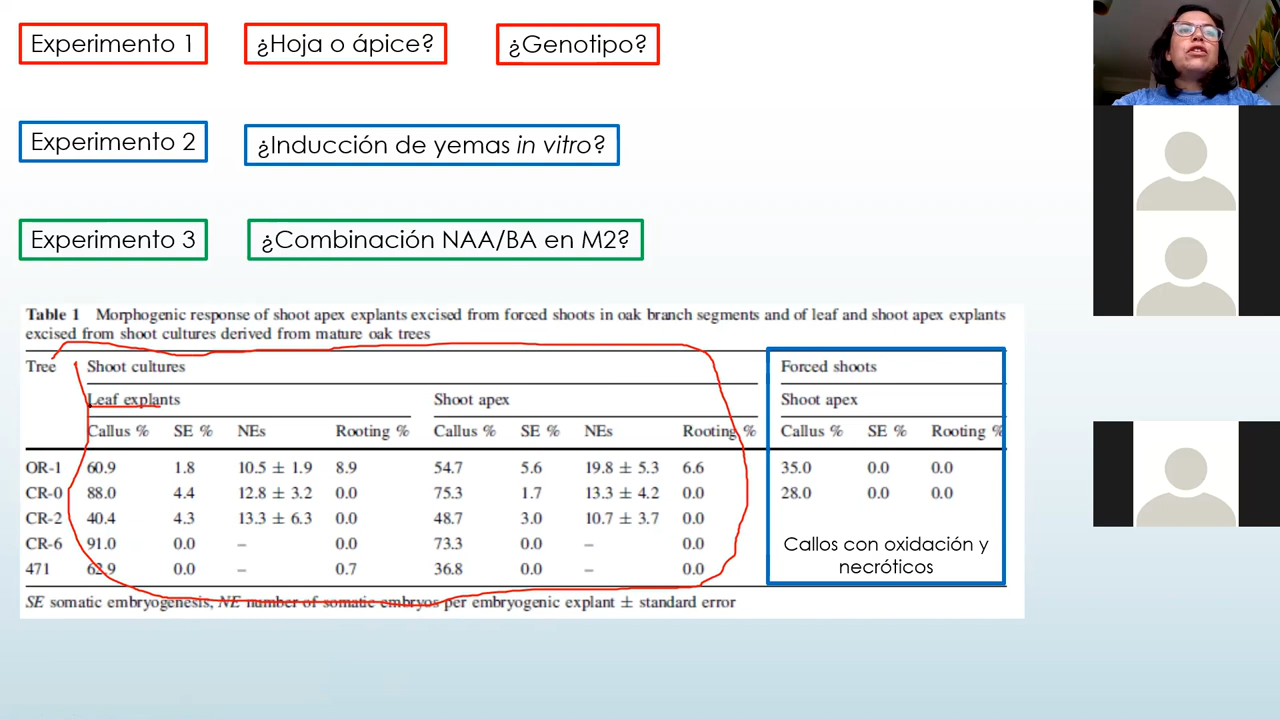 Experimento 1 ¿Hoja o ápice? ¿Genotipo?
Experimento 2 ¿Inducción de yemas in vitro?
Experimento 3 ¿Combinación NAA/BA en M2?
Table 1 Morphogenic response of shoot apex explants excised from forced shoots in oak branch segments and of leaf and shoot apex explants
excised from shoot cultures derived from mature oak trees
Tree Shoot cultures Forced shoots
Leaf explants Shoot apex Shoot apex
Callus % SE % NEs Rooting % Callus % SE % NEs Rooting % Callus % SE % Rooting %
OR-1 60.9 1.8 10.5 ± 1.9 8.9 54.7 5.6 19.8 ± 5.3 6.6 35.0 0.0 0.0
CR-0 88.0 4.4 12.8 ± 3.2 0.0 75.3 1.7 13.3 ± 4.2 0.0 28.0 0.0 0.0
CR-2 40.4 4.3 13.3 ± 6.3 0.0 48.7 3.0 10.7 ± 3.7 0.0
CR-6 91.0 0.0 – 0.0 73.3 0.0 – 0.0
471 62.9 0.0 – 0.7 36.8 0.0 – 0.0
Callos con oxidación y
necróticos
SE somatic embryogenesis, NE number of somatic embryos per embryogenic explant ± standard error